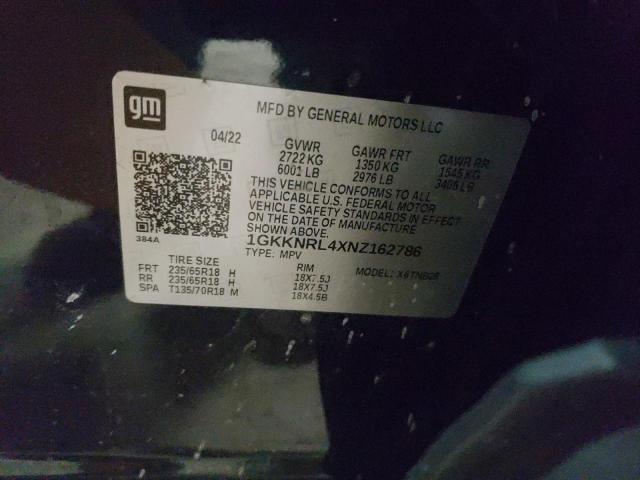 gm
MFD BY GENERAL MOTORS LLC
04/22
GVWR GAWR FRT GAWR RR
2722 KG 1350 KG 1545 KG
6001 LB 2976 LB 3406 LB
THIS VEHICLE CONFORMS TO ALL
APPLICABLE U.S. FEDERAL MOTOR
VEHICLE SAFETY STANDARDS IN EFFECT
ON THE DATE OF MANUFACTURE
SHOWN ABOVE.
384A
1GKKNRL4XNZ162786
TYPE: MPV
MODEL:
TIRE SIZE RIM
FRT 235/65R18 H 18X7.5J
RR 235/65R18 H 18X7.5J
SPA T135/70R18 M 18X4.5B